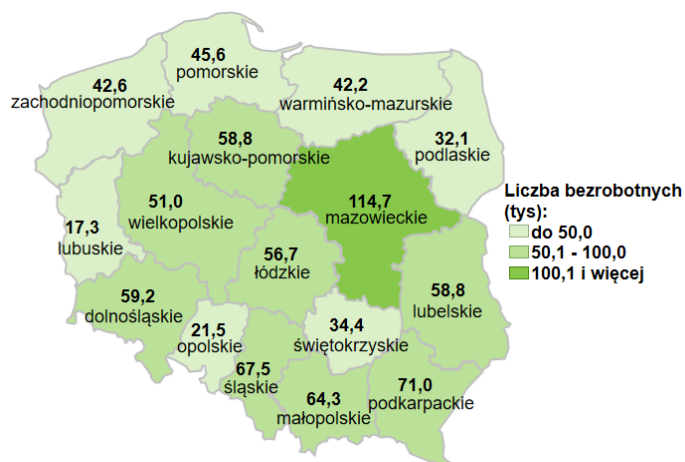 45,6
pomorskie
42,6
zachodniopomorskie
42,2
warmińsko-mazurskie
58,8
kujawsko-pomorskie
32,1
podlaskie
51,0
wielkopolskie
114,7
mazowieckie
17,3
lubuskie
56,7
łódzkie
59,2
dolnośląskie
58,8
lubelskie
21,5
opolskie
34,4
świętokrzyskie
67,5
śląskie
64,3
małopolskie
71,0
podkarpackie
Liczba bezrobotnych
(tys):
do 50,0
50,1 - 100,0
100,1 i więcej